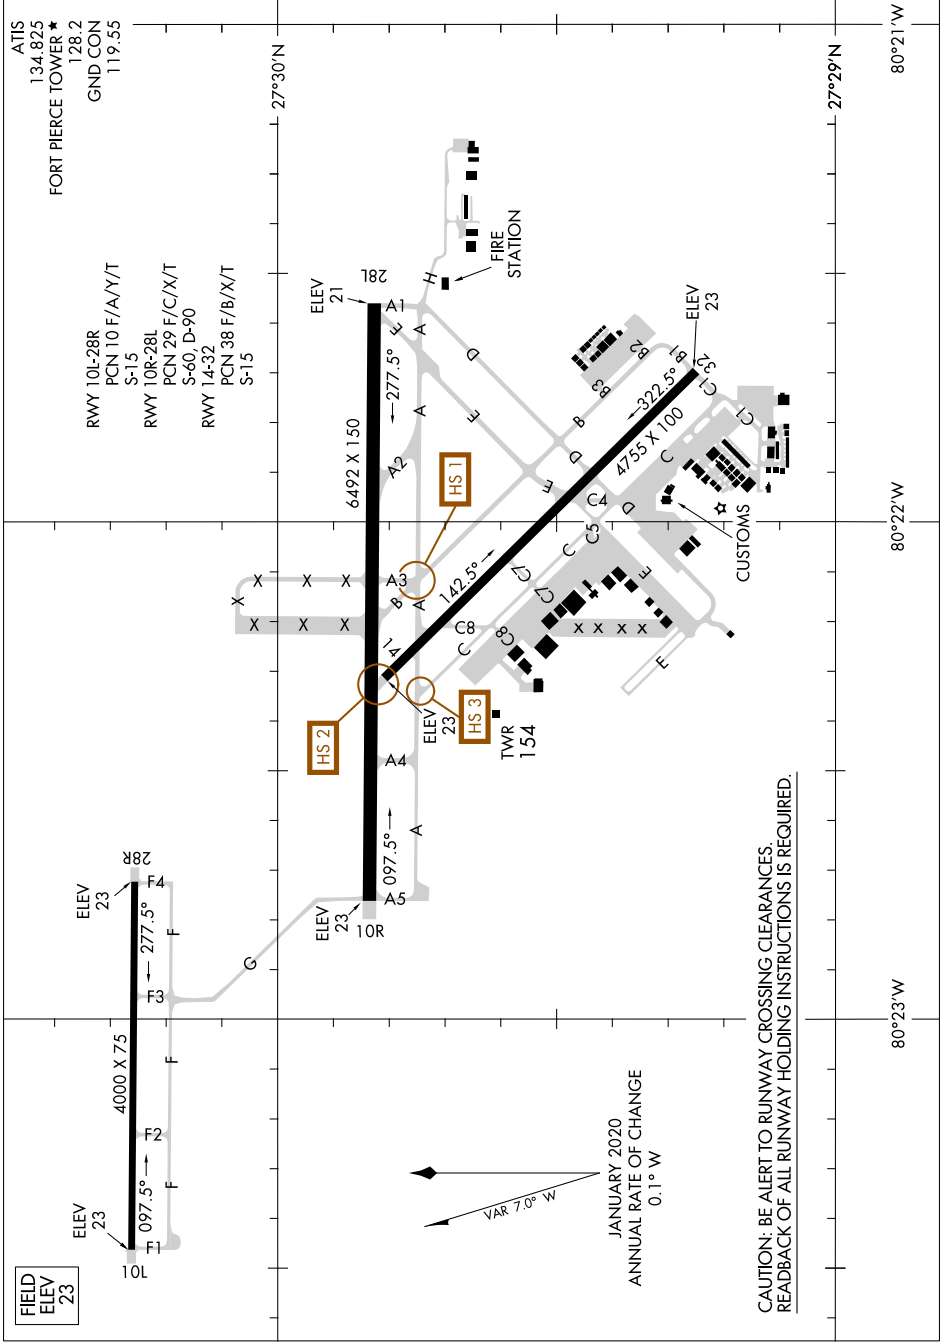 FIELD
ELEV
23
ATIS
134.825
FORT PIERCE TOWER ★
128.2
GND CON
119.55
RWY 10L-28R
PCN 10 F/A/Y/T
S-15
RWY 10R-28L
PCN 29 F/C/X/T
S-60, D-90
RWY 14-32
PCN 38 F/B/X/T
S-15
10L
ELEV
23
F1
097.5°
F
F2
4000 X 75
F
F3
277.5°
F
F4
ELEV
23
28R
G
27°30'N
ELEV
23
10R
A5
097.5°
A
A4
HS 2
ELEV
23
HS 3
14
X
X
X
X
X
X
X
B
A3
A
HS 1
6492 X 150
A2
A
277.5°
E
A
A1
ELEV
21
28L
H
FIRE
STATION
D
E
E
D
B
B3
B2
B1
142.5°
4755 X 100
322.5°
32
ELEV
23
C
C8
C8
C7
C7
C
C5
C4
D
C
C1
C1
TWR
154
X
X
X
X
E
E
CUSTOMS
27°29'N
VAR 7.0° W
JANUARY 2020
ANNUAL RATE OF CHANGE
0.1° W
CAUTION: BE ALERT TO RUNWAY CROSSING CLEARANCES.
READBACK OF ALL RUNWAY HOLDING INSTRUCTIONS IS REQUIRED.
80°23'W
80°22'W
80°21'W